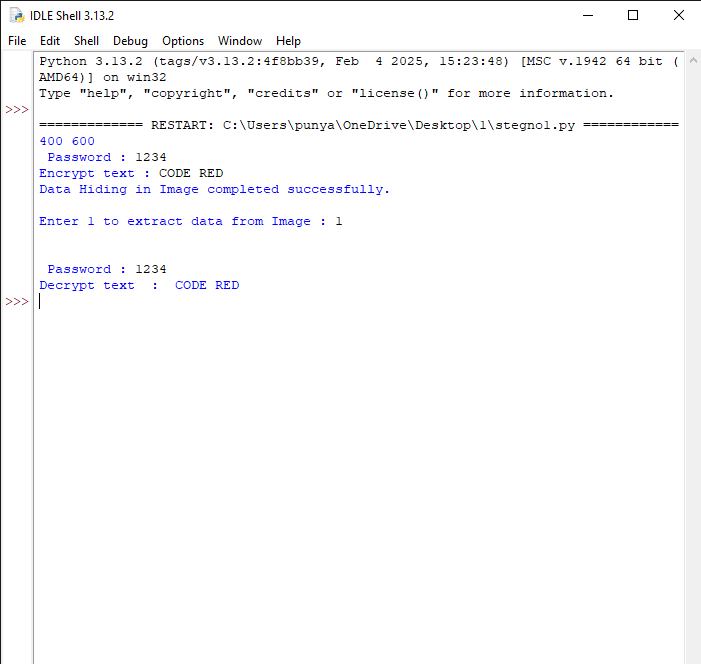 IDLE Shell 3.13.2
File Edit Shell Debug Options Window Help
Python 3.13.2 (tags/v3.13.2:4f8bb39, Feb  4 2025, 15:23:48) [MSC v.1942 64 bit (
AMD64)] on win32
Type "help", "copyright", "credits" or "license()" for more information.
>>>
============= RESTART: C:\Users\punya\OneDrive\Desktop\1\stegno1.py ============
400 600
 Password : 1234
Encrypt text : CODE RED
Data Hiding in Image completed successfully.
Enter 1 to extract data from Image : 1
 Password : 1234
Decrypt text  :  CODE RED
>>>